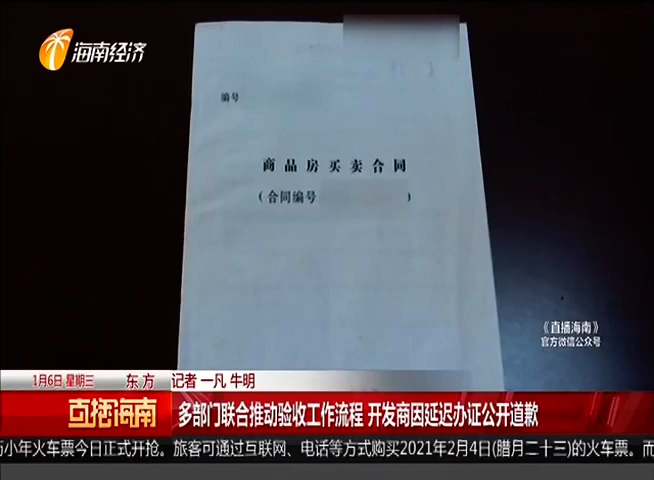 海南经济
编号
商品房买卖合同
(合同编号 )
《直播海南》
官方微信公众号
1月6日 星期三 东方 记者 一凡 牛明
直播海南
多部门联合推动验收工作流程 开发商因延迟办证公开道歉
小年火车票今日正式开抢。旅客可通过互联网、电话等方式购买2021年2月4日(腊月二十三)的火车票。而